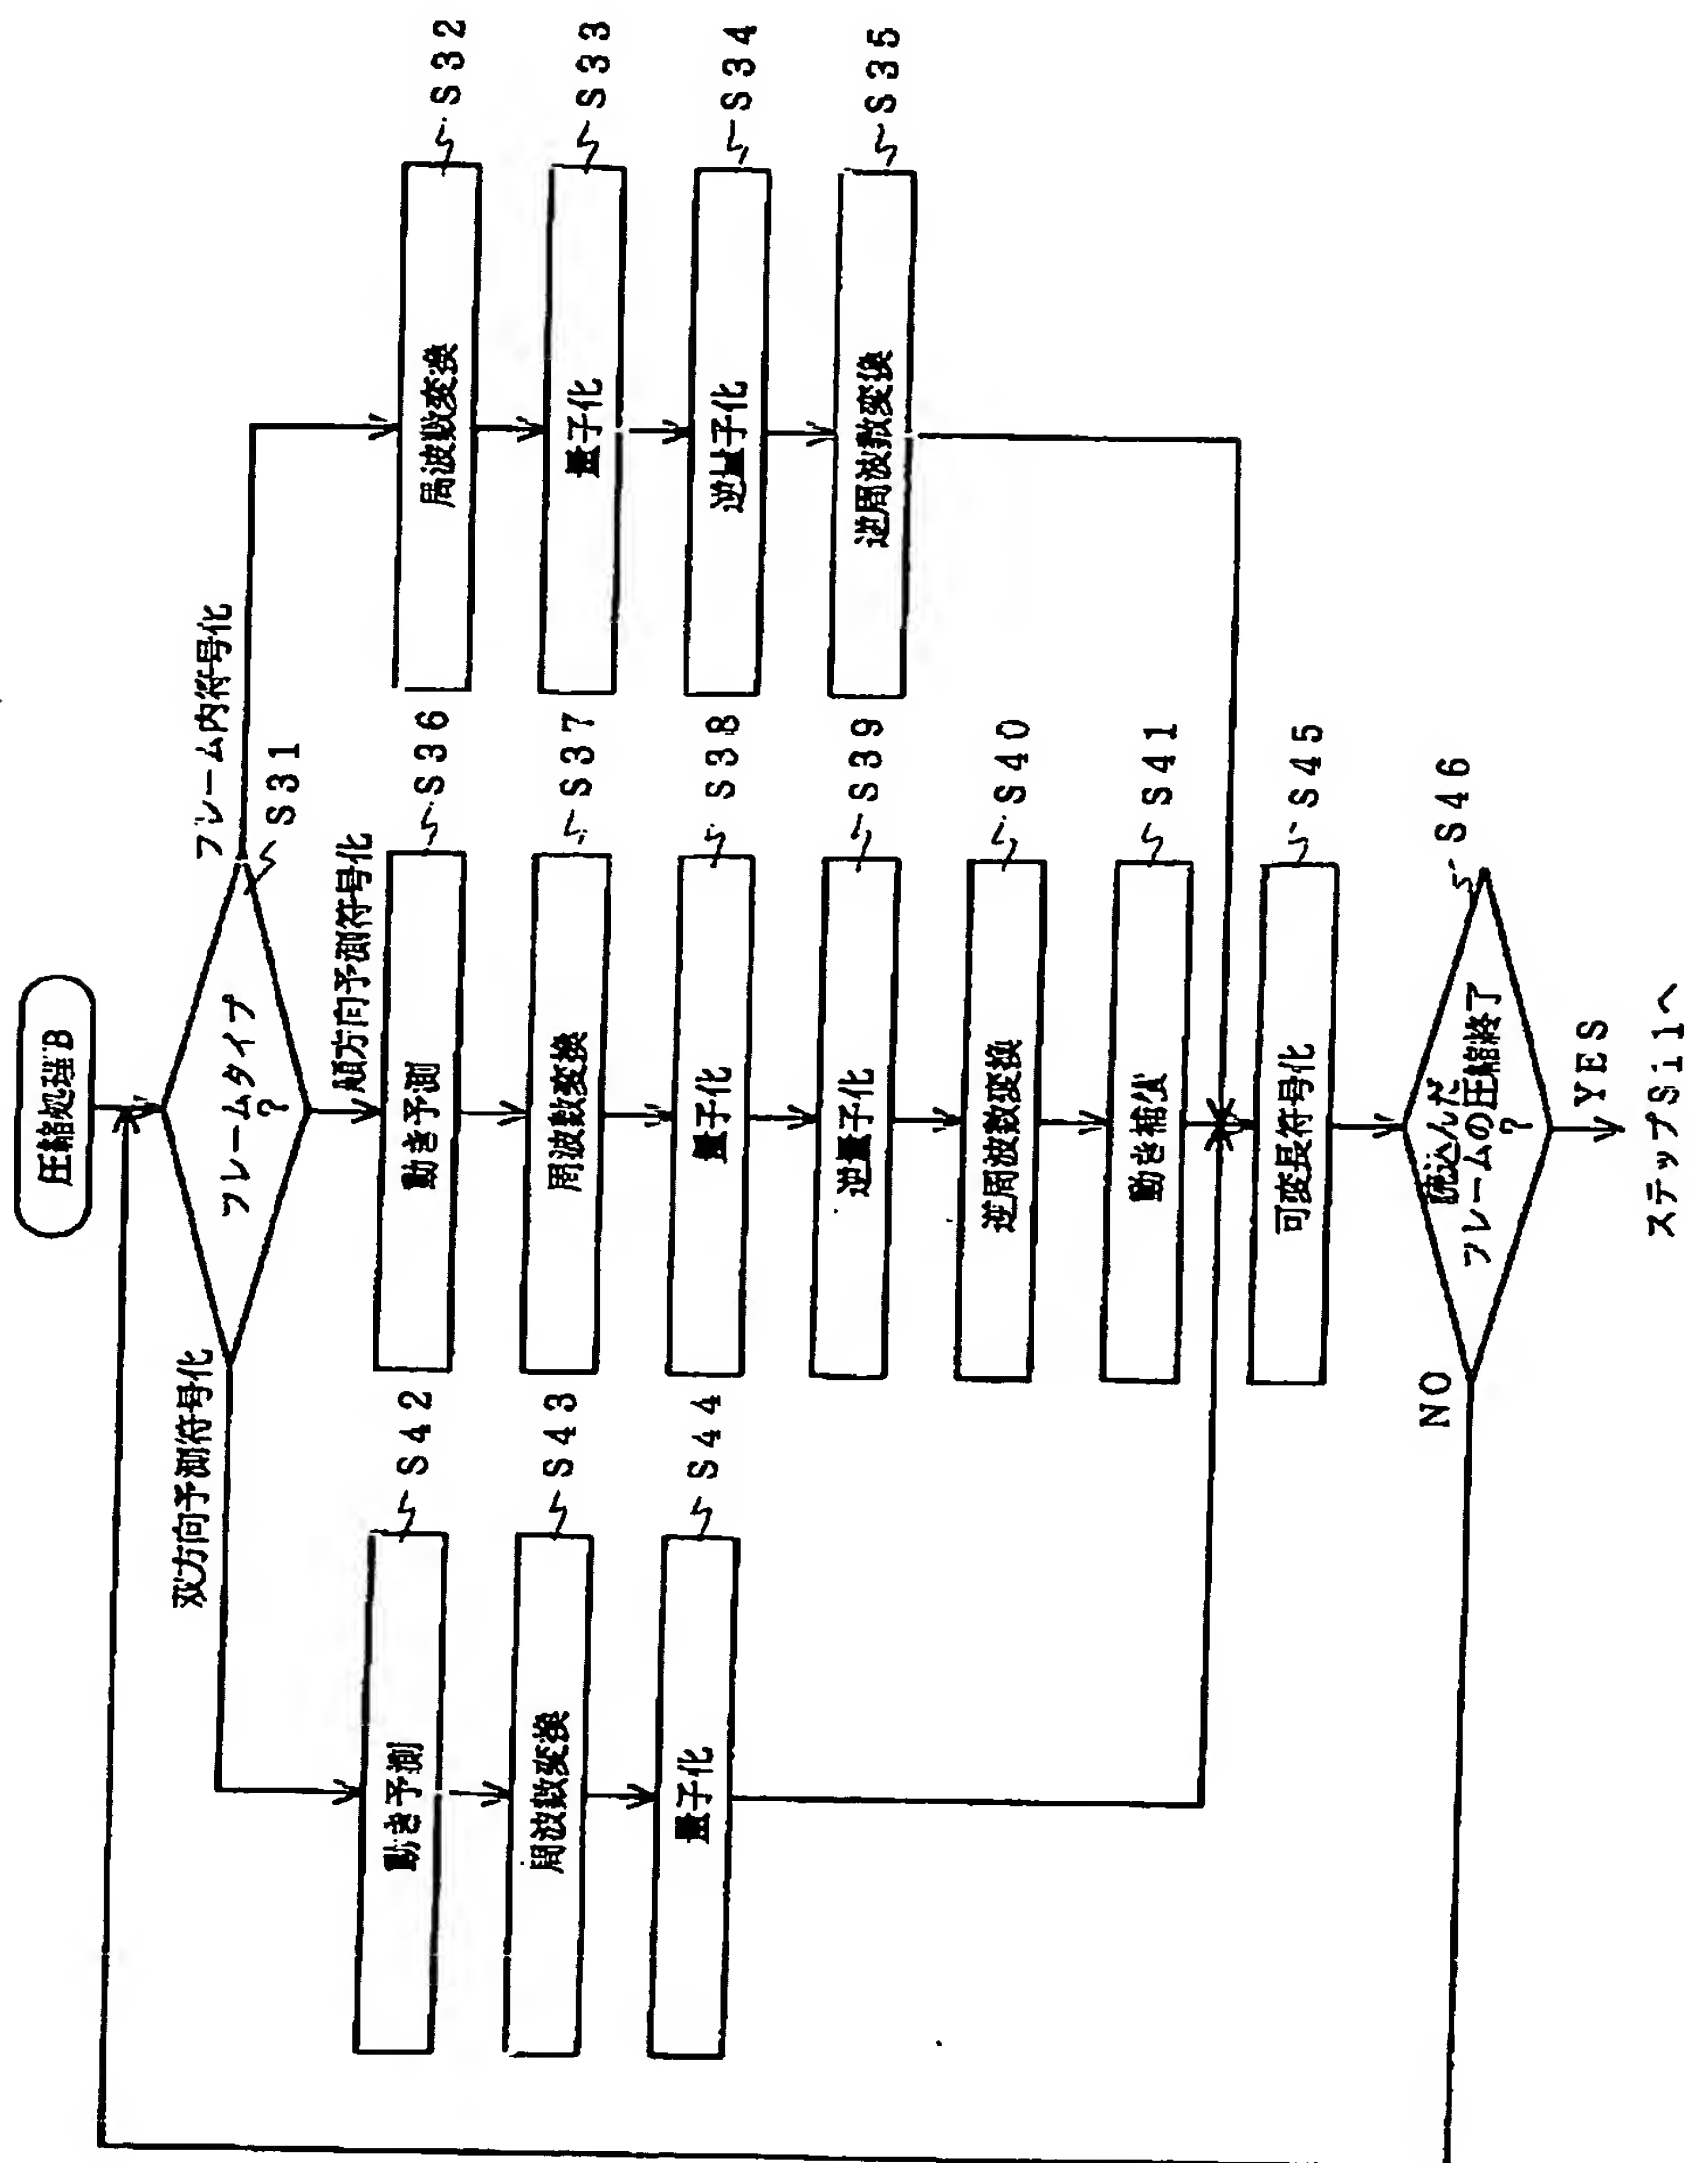 圧縮処理B
フレームタイプ
?
S31
フレーム内符号化
順方向予測符号化
双方向予測符号化
周波数変換
S32
量子化
S33
逆量子化
S34
逆周波数変換
S35
動き予測
S36
周波数変換
S37
量子化
S38
逆量子化
S39
逆周波数変換
S40
動き補償
S41
動き予測
S42
周波数変換
S43
量子化
S44
可変長符号化
S45
読込んだ
フレームの圧縮終了
?
S46
NO
YES
ステップS11へ